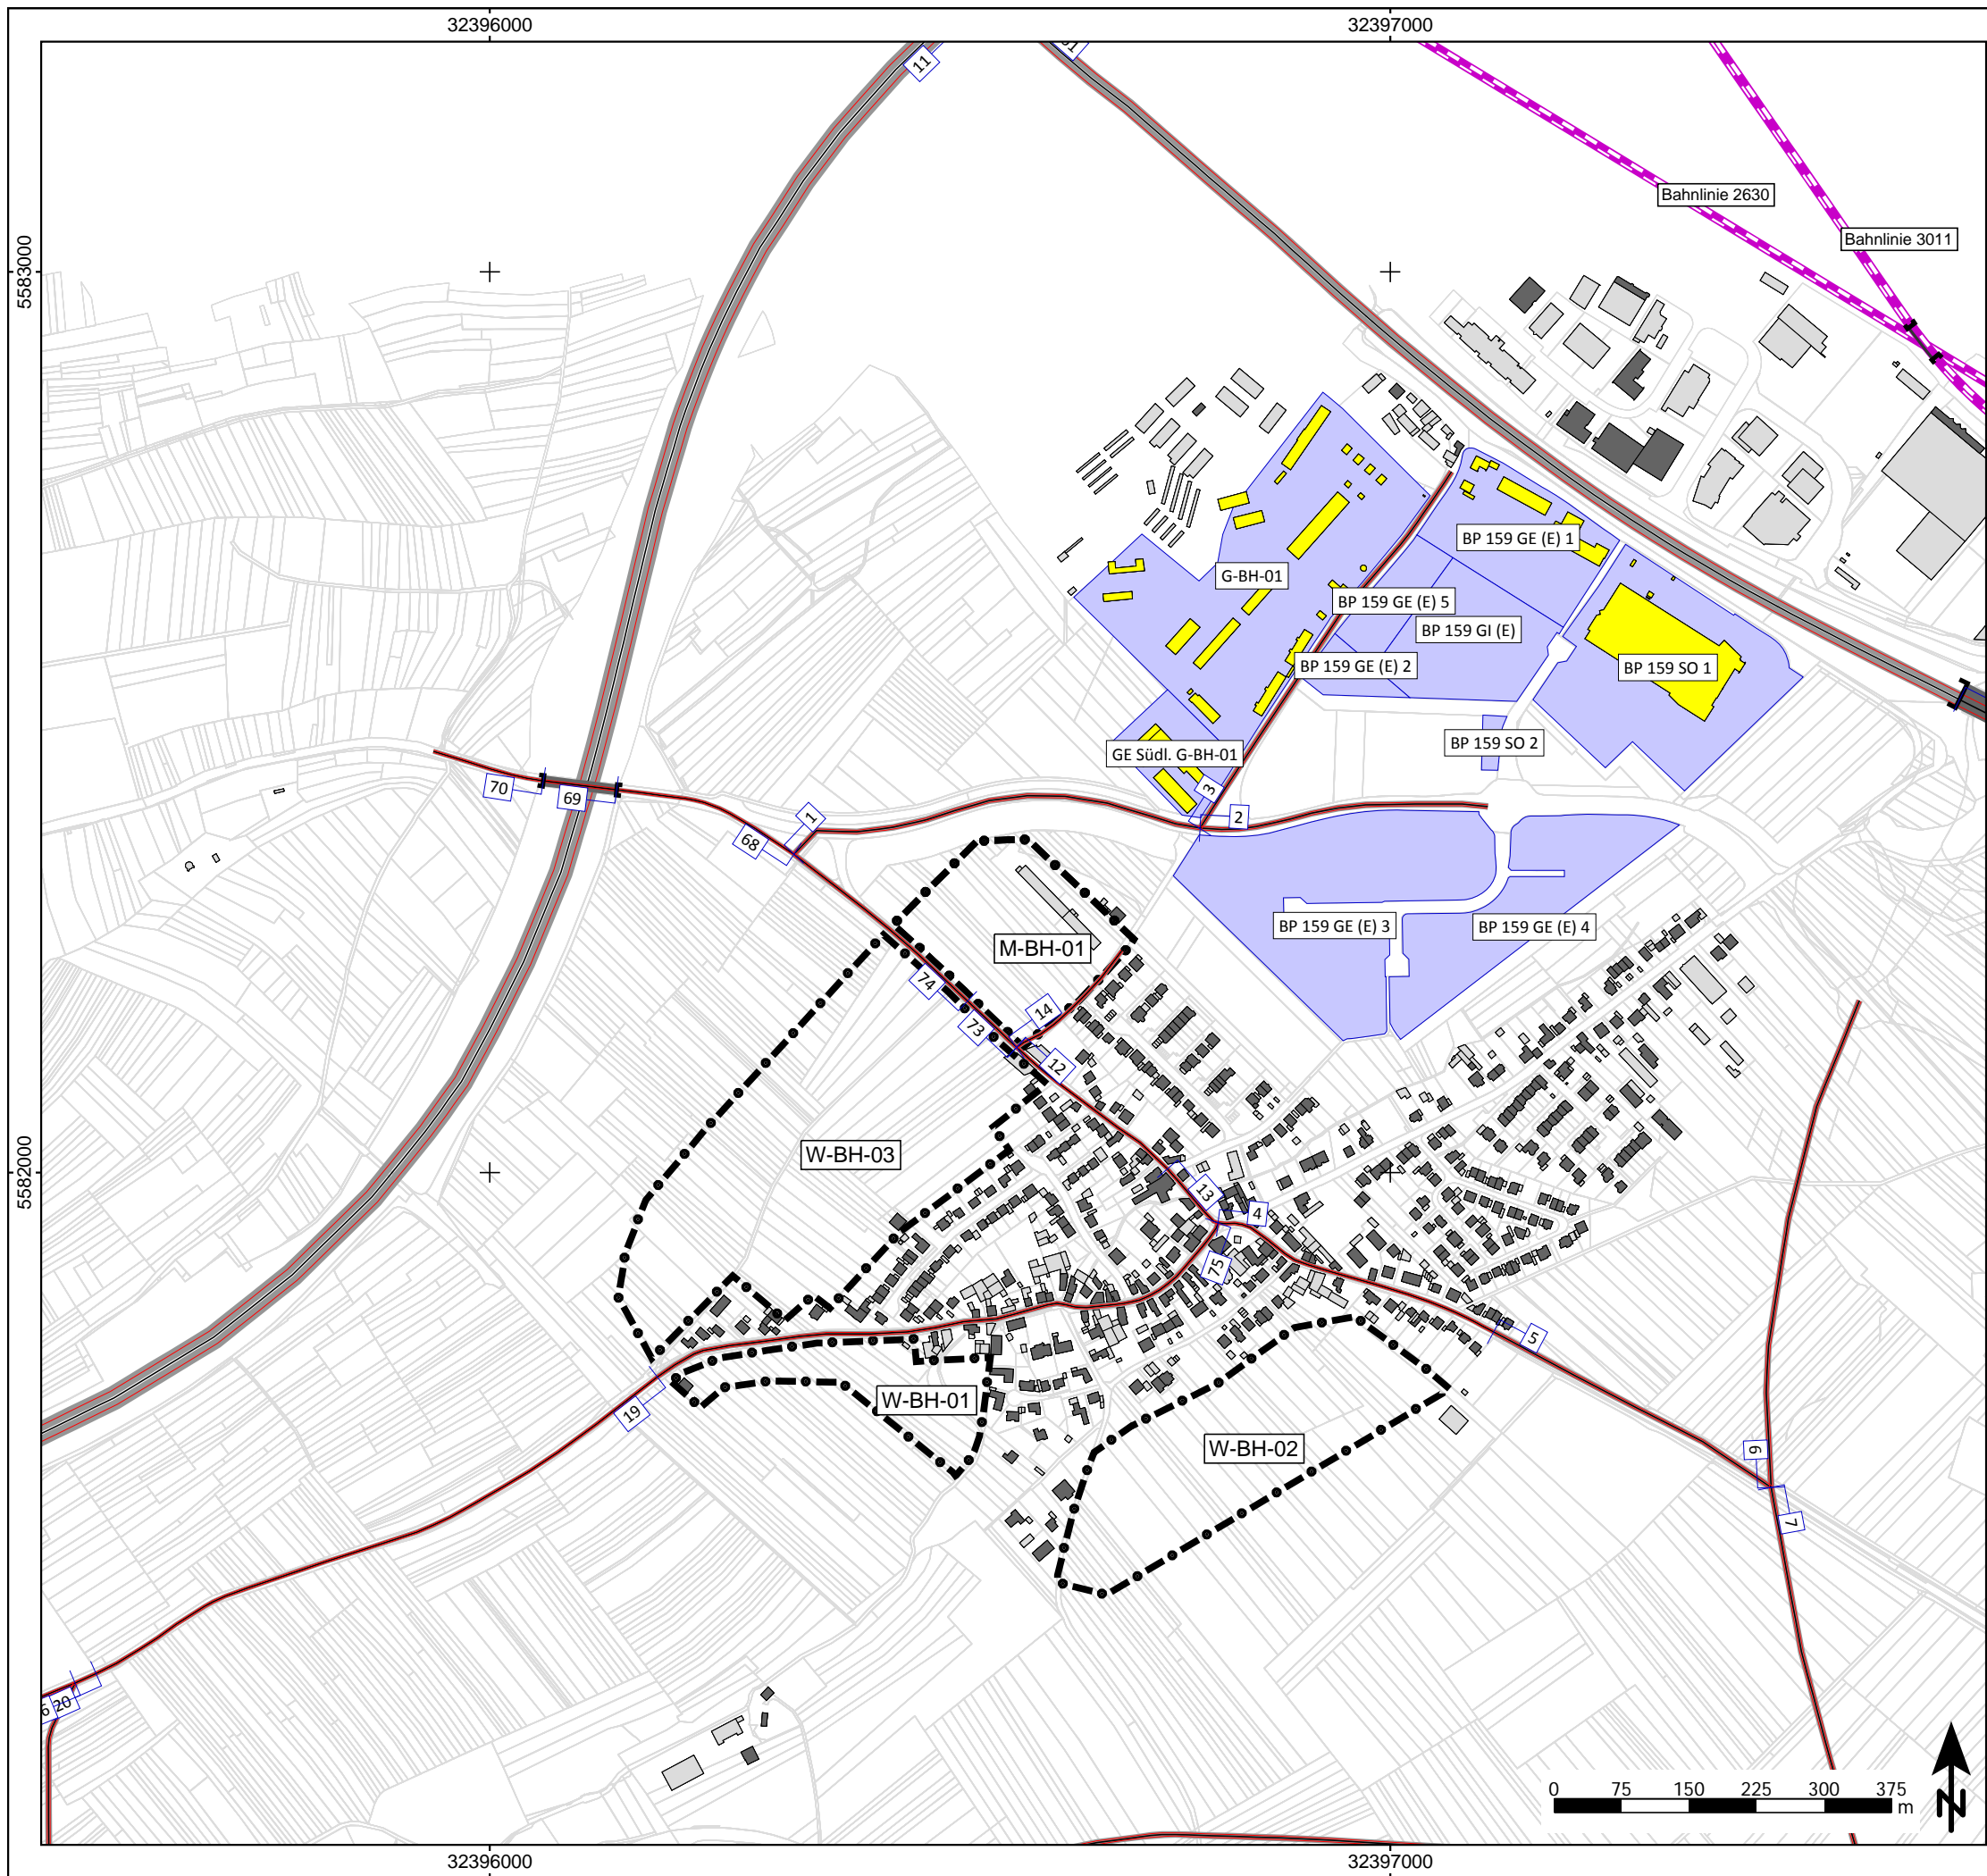 32396000
32397000
11
Bahnlinie 2630
Bahnlinie 3011
5583000
BP 159 GE (E) 1
G-BH-01
BP 159 GE (E) 5
BP 159 GI (E)
BP 159 GE (E) 2
BP 159 SO 1
BP 159 SO 2
GE Südl. G-BH-01
70
69
3
1
2
68
BP 159 GE (E) 3
BP 159 GE (E) 4
M-BH-01
74
14
73
12
W-BH-03
5582000
13
4
75
5
W-BH-01
19
W-BH-02
6
7
6
20
0 75 150 225 300 375
m
N
32396000
32397000